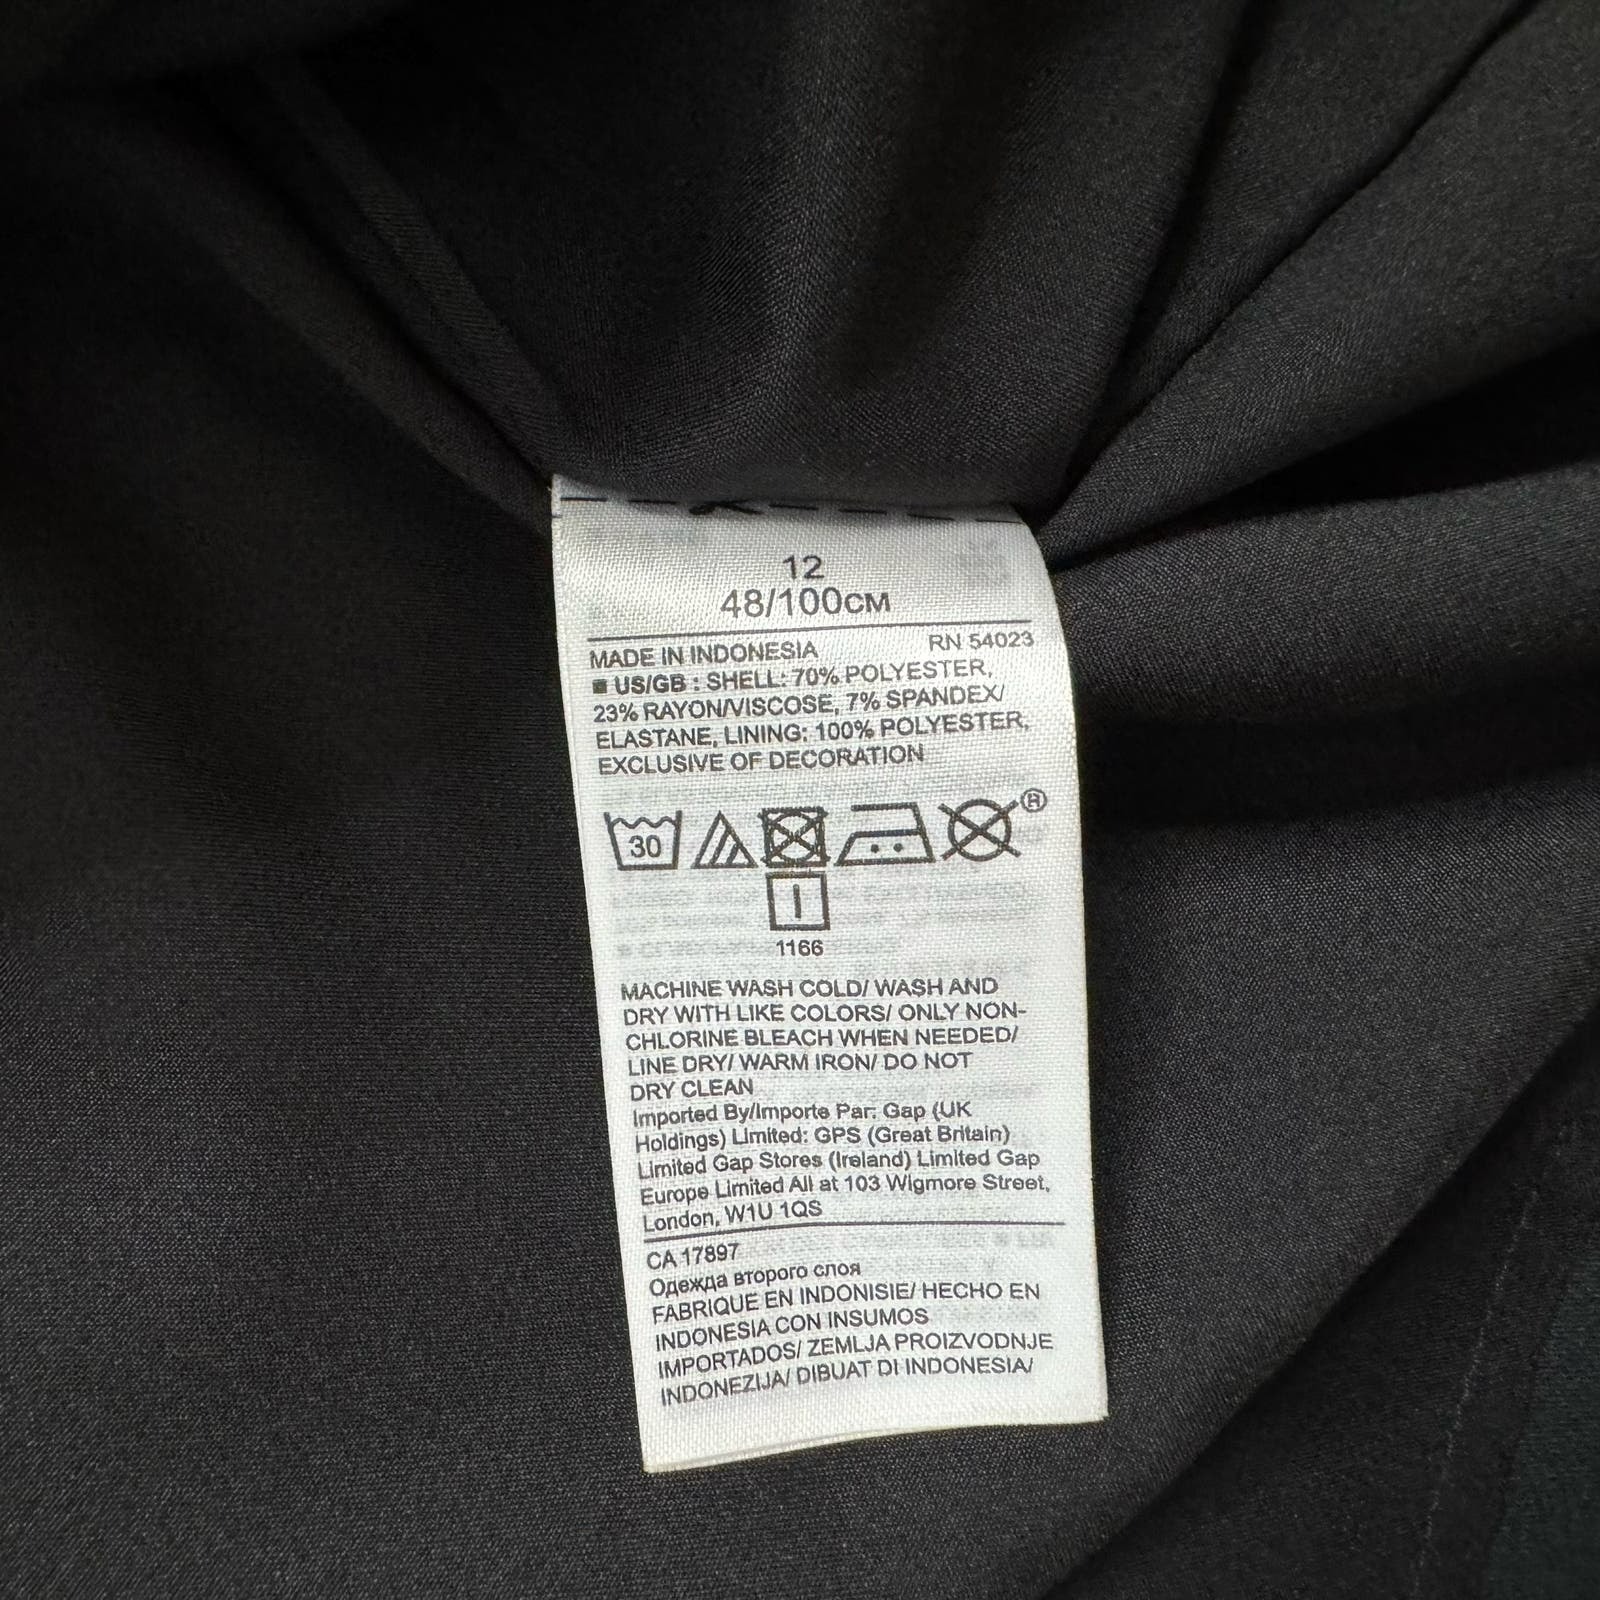 12
48/100CM
MADE IN INDONESIA RN 54023
■ US/GB : SHELL: 70% POLYESTER,
23% RAYON/VISCOSE, 7% SPANDEX/
ELASTANE, LINING: 100% POLYESTER,
EXCLUSIVE OF DECORATION
30
®
1166
MACHINE WASH COLD/ WASH AND
DRY WITH LIKE COLORS/ ONLY NON-
CHLORINE BLEACH WHEN NEEDED/
LINE DRY/ WARM IRON/ DO NOT
DRY CLEAN
Imported By/Importe Par: Gap (UK
Holdings) Limited: GPS (Great Britain)
Limited Gap Stores (Ireland) Limited Gap
Europe Limited All at 103 Wigmore Street,
London, W1U 1QS
CA 17897
Одежда второго слоя
FABRIQUE EN INDONISIE/ HECHO EN
INDONESIA CON INSUMOS
IMPORTADOS/ ZEMLJA PROIZVODNJE
INDONEZIJA/ DIBUAT DI INDONESIA/